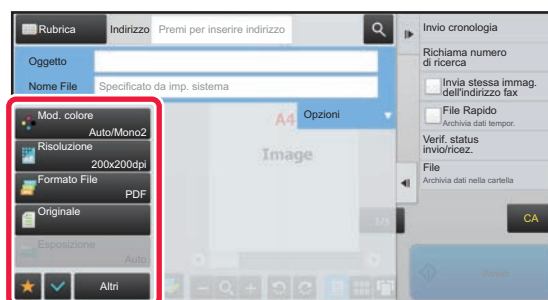 Rubrica
Indirizzo
Premi per inserire indirizzo
Oggetto
Nome File
Specificato da imp. sistema
Mod. colore
Auto/Mono2
Risoluzione
200x200dpi
Formato File
PDF
Originale
Esposizione
Auto
Altri
Opzioni
A4
Image
1/3
Invio cronologia
Richiama numero
di ricerca
Invia stessa immag.
dell'indirizzo fax
File Rapido
Archivia dati tempor.
Verif. status
invio/ricez.
File
Archivia dati nella cartella
CA